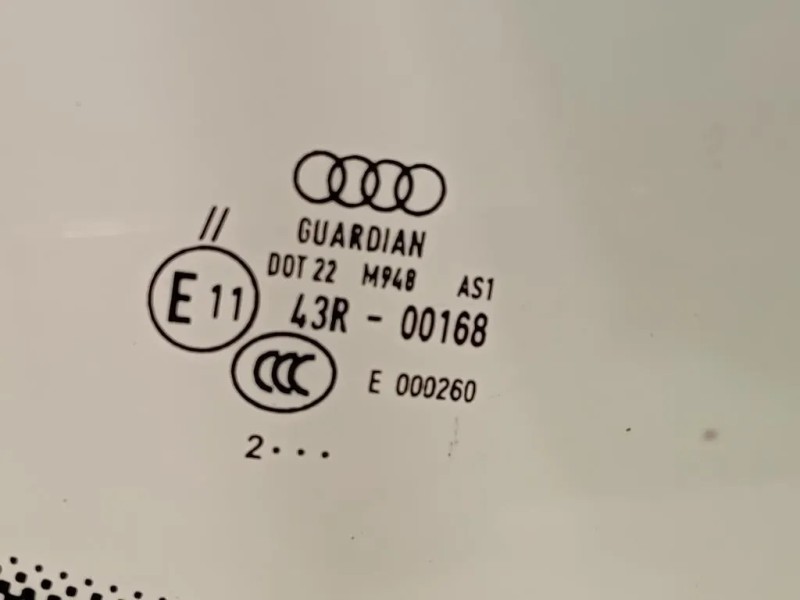 GUARDIAN
//
DOT 22 M948 AS1
E 11 43R - 00168
CCC E 000260
2...